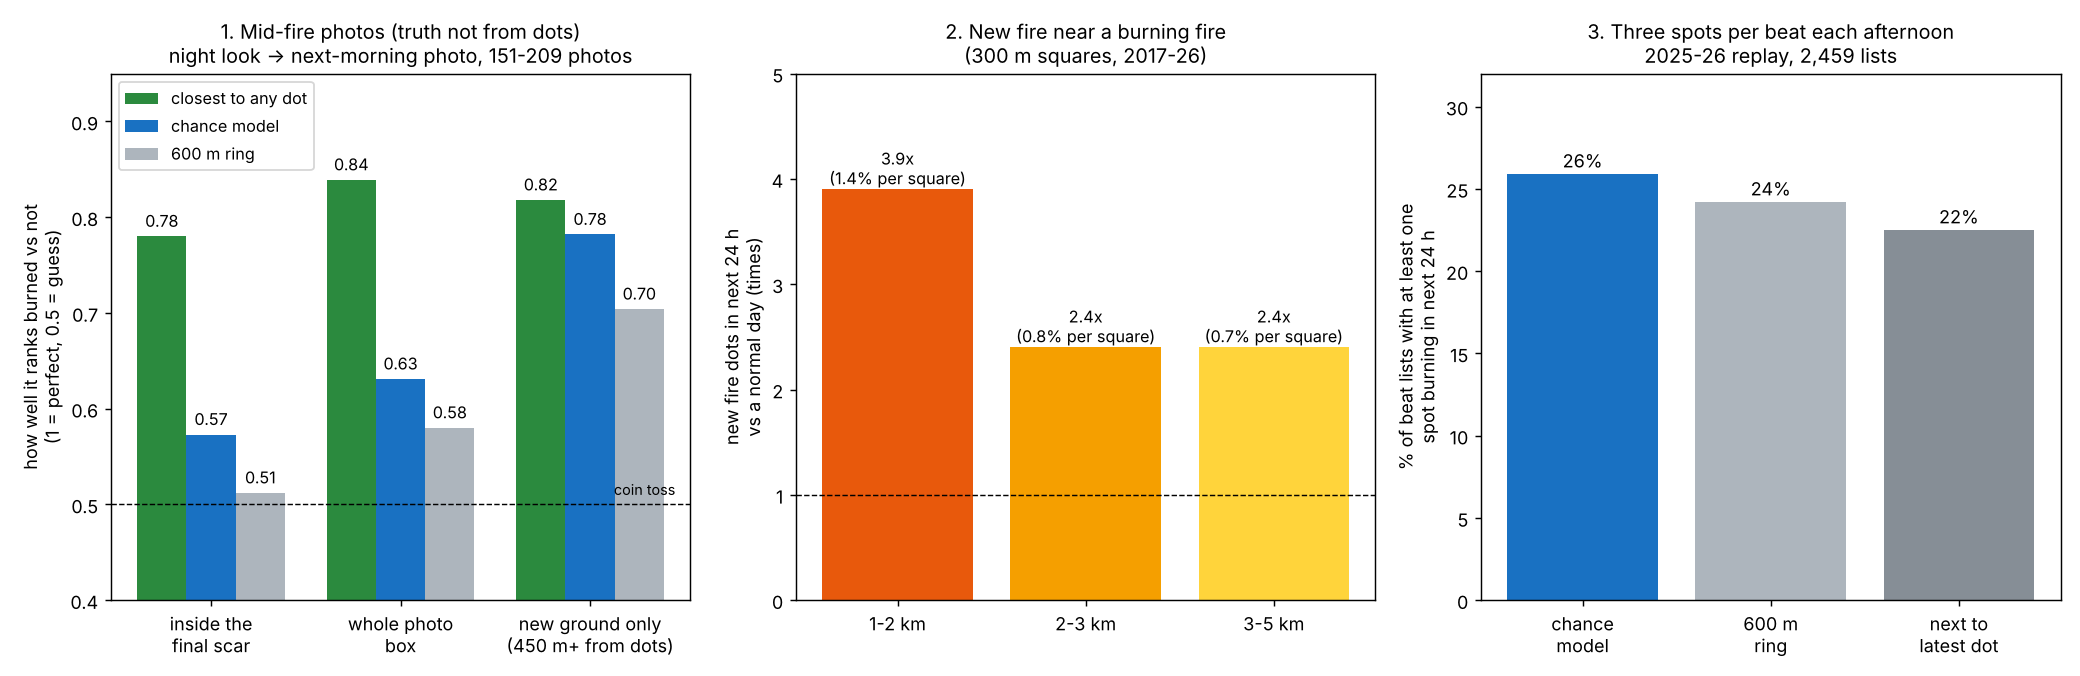 1. Mid-fire photos (truth not from dots)
night look → next-morning photo, 151-209 photos
how well it ranks burned vs not
(1 = perfect, 0.5 = guess)
0.9
0.8
0.7
0.6
0.5
0.4
closest to any dot
chance model
600 m ring
0.78
0.57
0.51
0.84
0.63
0.58
0.82
0.78
0.70
coin toss
inside the
final scar
whole photo
box
new ground only
(450 m+ from dots)
2. New fire near a burning fire
(300 m squares, 2017-26)
new fire dots in next 24 h
vs a normal day (times)
5
4
3
2
1
0
3.9x
(1.4% per square)
2.4x
(0.8% per square)
2.4x
(0.7% per square)
1-2 km
2-3 km
3-5 km
3. Three spots per beat each afternoon
2025-26 replay, 2,459 lists
% of beat lists with at least one
spot burning in next 24 h
30
25
20
15
10
5
0
26%
24%
22%
chance
model
600 m
ring
next to
latest dot